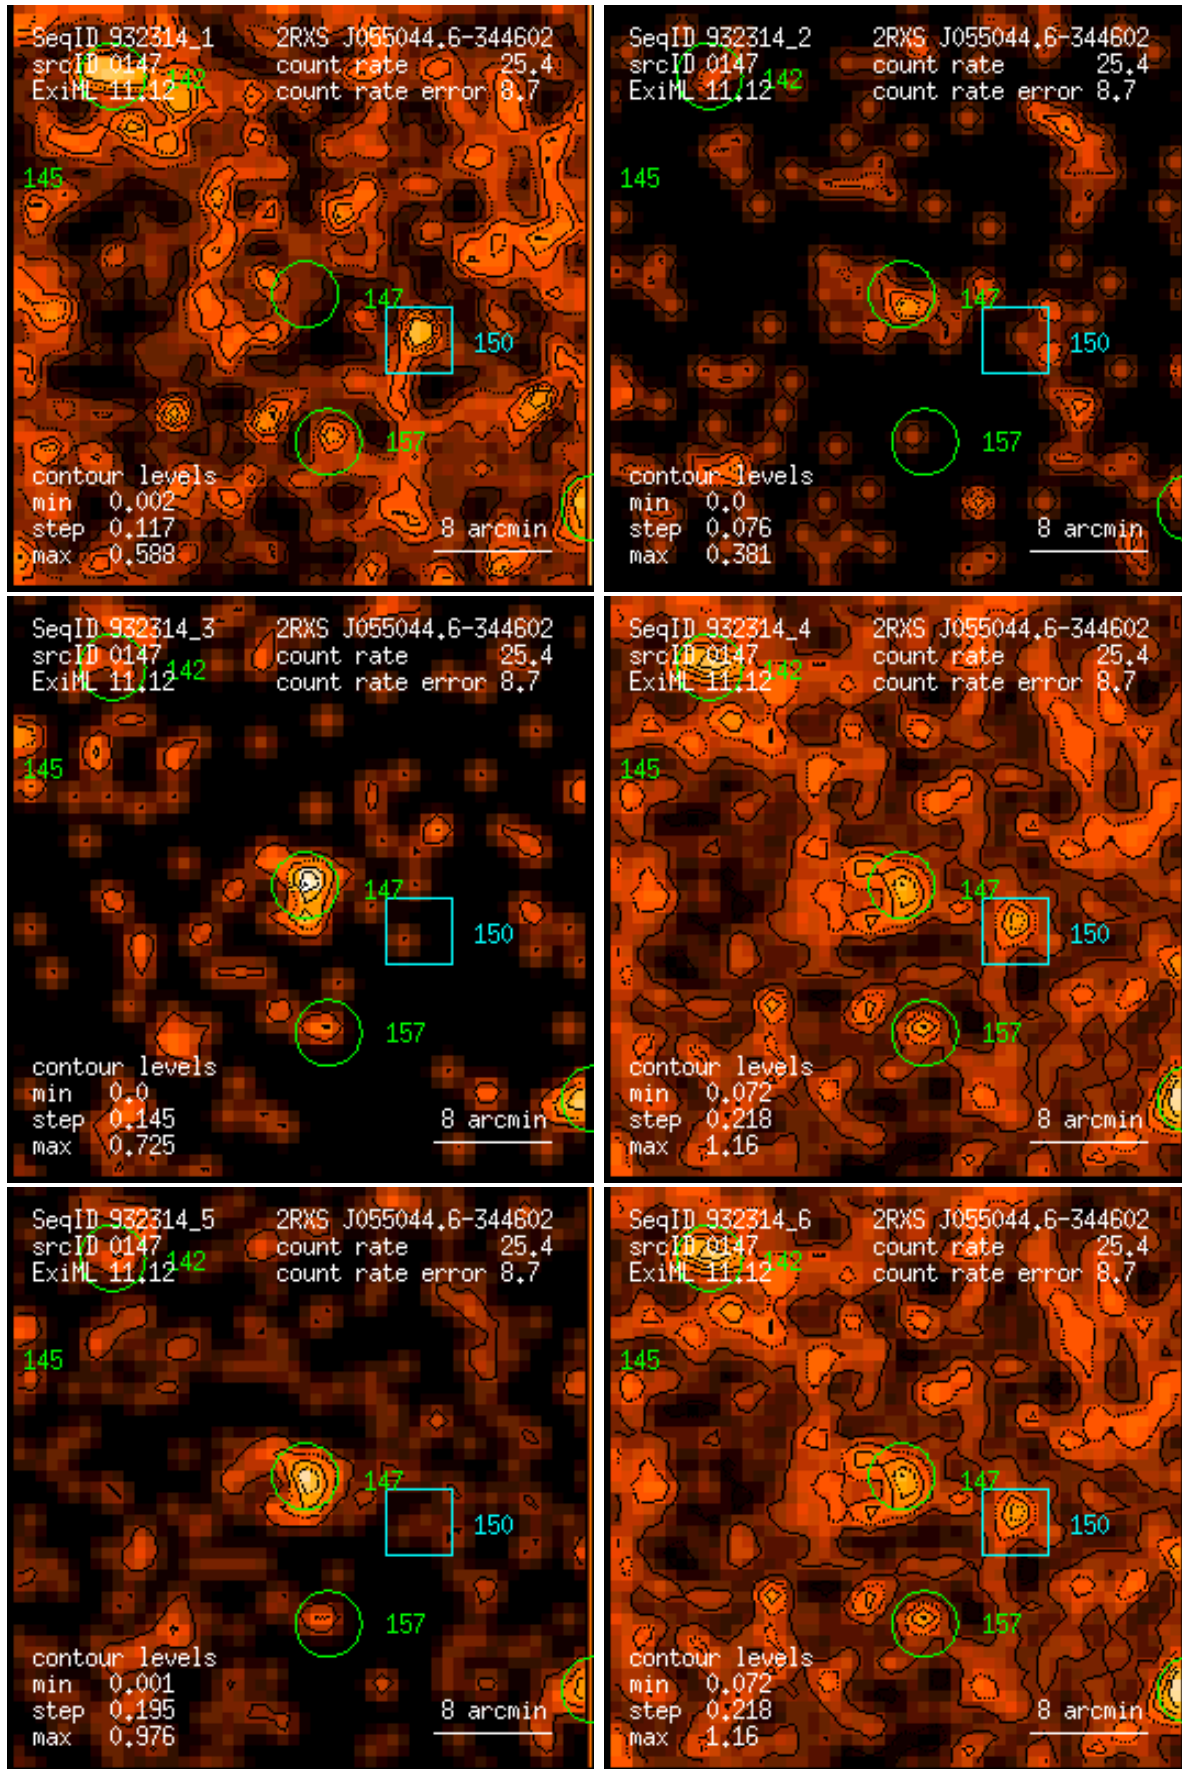 SeqID 932314_1 2RXS J055044.6-344602
srcID 0147 142 count rate 25.4
ExiML 11.12 count rate error 8.7
145
147
150
157
contour levels
min 0.002
step 0.117 8 arcmin
max 0.588
SeqID 932314_2 2RXS J055044.6-344602
srcID 0147 142 count rate 25.4
ExiML 11.12 count rate error 8.7
145
147
150
157
contour levels
min 0.0
step 0.076 8 arcmin
max 0.381
SeqID 932314_3 2RXS J055044.6-344602
srcID 0147 142 count rate 25.4
ExiML 11.12 count rate error 8.7
145
147
150
157
contour levels
min 0.0
step 0.145 8 arcmin
max 0.725
SeqID 932314_4 2RXS J055044.6-344602
srcID 0147 142 count rate 25.4
ExiML 11.12 count rate error 8.7
145
147
150
157
contour levels
min 0.072
step 0.218 8 arcmin
max 1.16
SeqID 932314_5 2RXS J055044.6-344602
srcID 0147 142 count rate 25.4
ExiML 11.12 count rate error 8.7
145
147
150
157
contour levels
min 0.001
step 0.195 8 arcmin
max 0.976
SeqID 932314_6 2RXS J055044.6-344602
srcID 0147 142 count rate 25.4
ExiML 11.12 count rate error 8.7
145
147
150
157
contour levels
min 0.072
step 0.218 8 arcmin
max 1.16